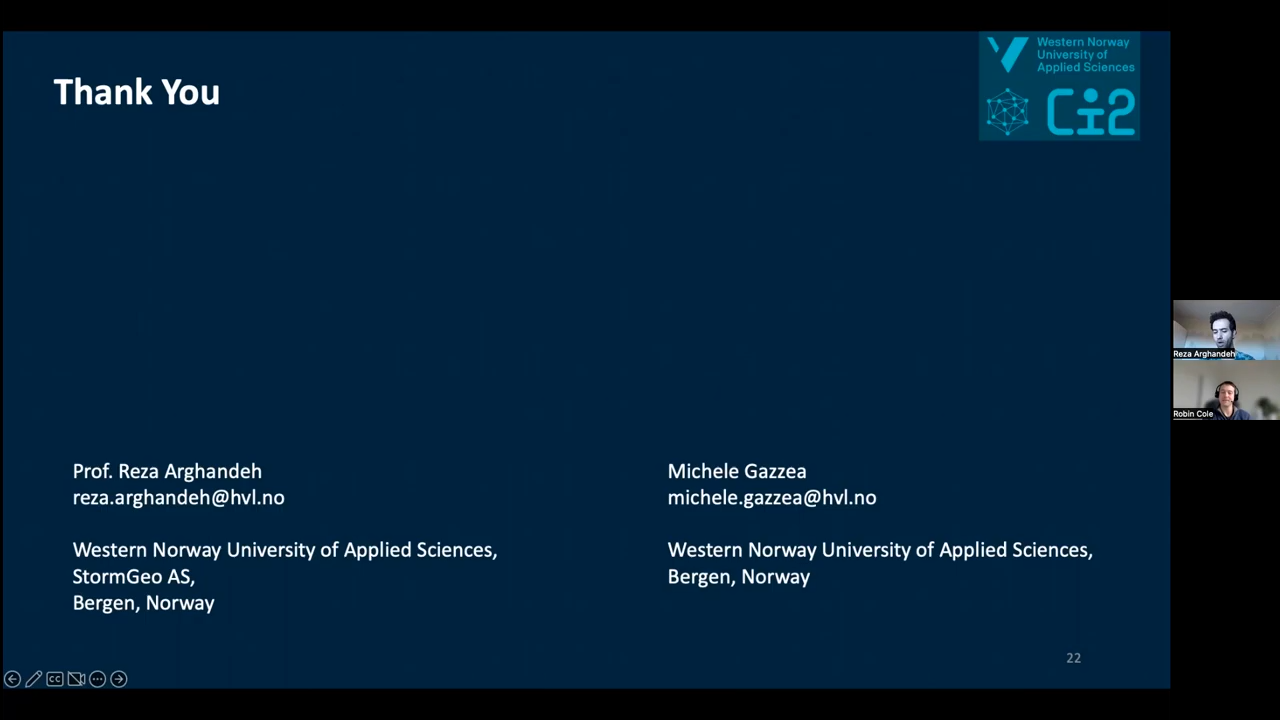 Thank You
Western Norway
University of
Applied Sciences
Ci2
Reza Arghandeh
Robin Cole
Prof. Reza Arghandeh
reza.arghandeh@hvl.no
Western Norway University of Applied Sciences,
StormGeo AS,
Bergen, Norway
Michele Gazzea
michele.gazzea@hvl.no
Western Norway University of Applied Sciences,
Bergen, Norway
22
CC